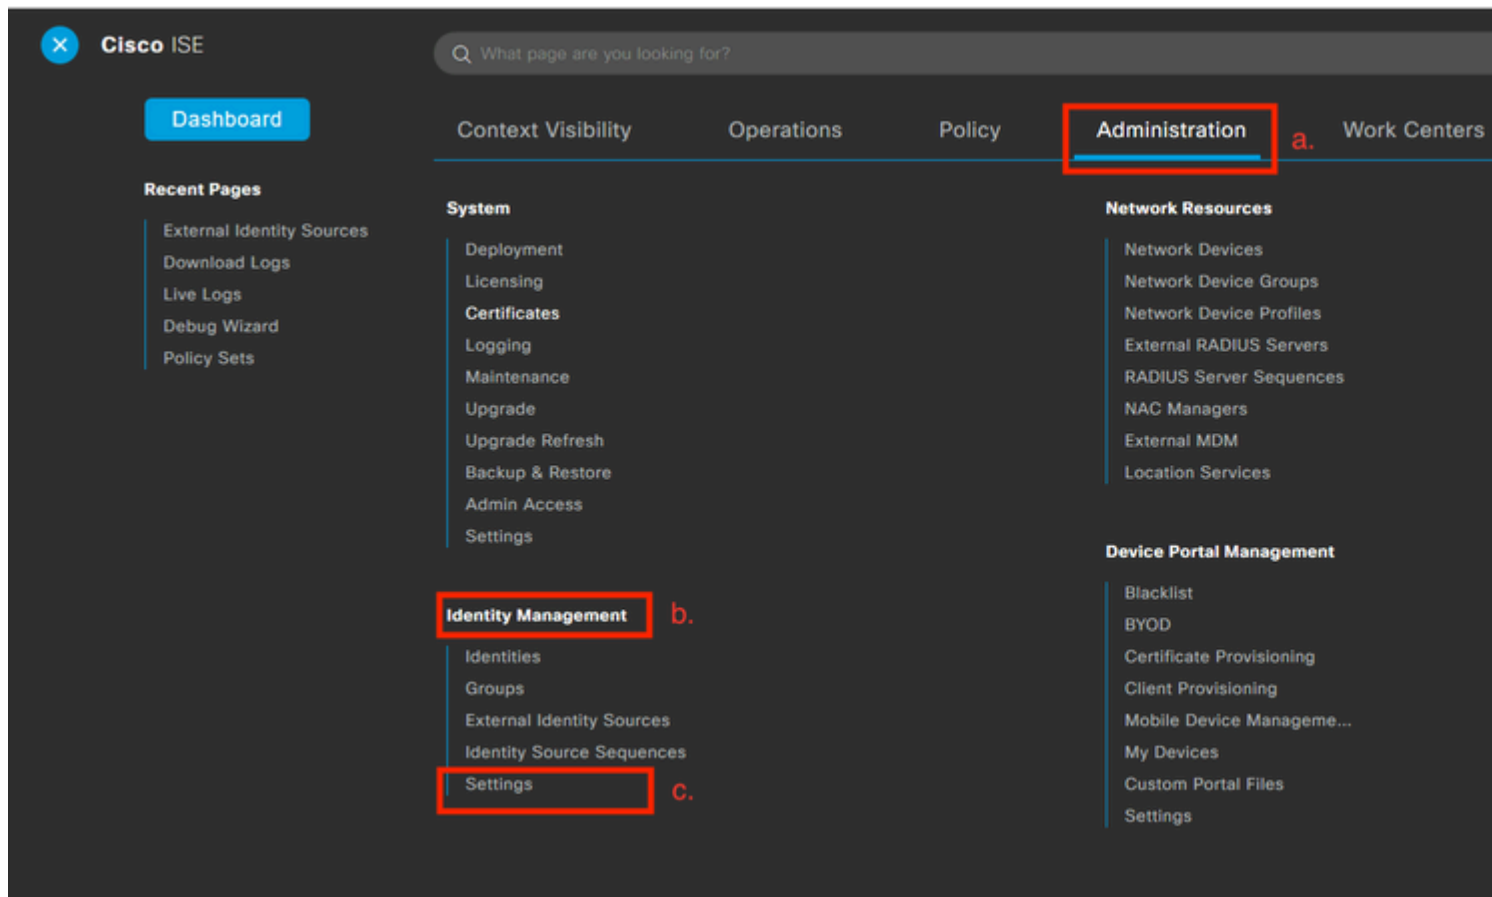 Cisco ISE
What page are you looking for?
Dashboard
Context Visibility
Operations
Policy
Administration
a.
Work Centers
Recent Pages
External Identity Sources
Download Logs
Live Logs
Debug Wizard
Policy Sets
System
Deployment
Licensing
Certificates
Logging
Maintenance
Upgrade
Upgrade Refresh
Backup & Restore
Admin Access
Settings
Identity Management
b.
Identities
Groups
External Identity Sources
Identity Source Sequences
Settings
c.
Network Resources
Network Devices
Network Device Groups
Network Device Profiles
External RADIUS Servers
RADIUS Server Sequences
NAC Managers
External MDM
Location Services
Device Portal Management
Blacklist
BYOD
Certificate Provisioning
Client Provisioning
Mobile Device Manageme...
My Devices
Custom Portal Files
Settings